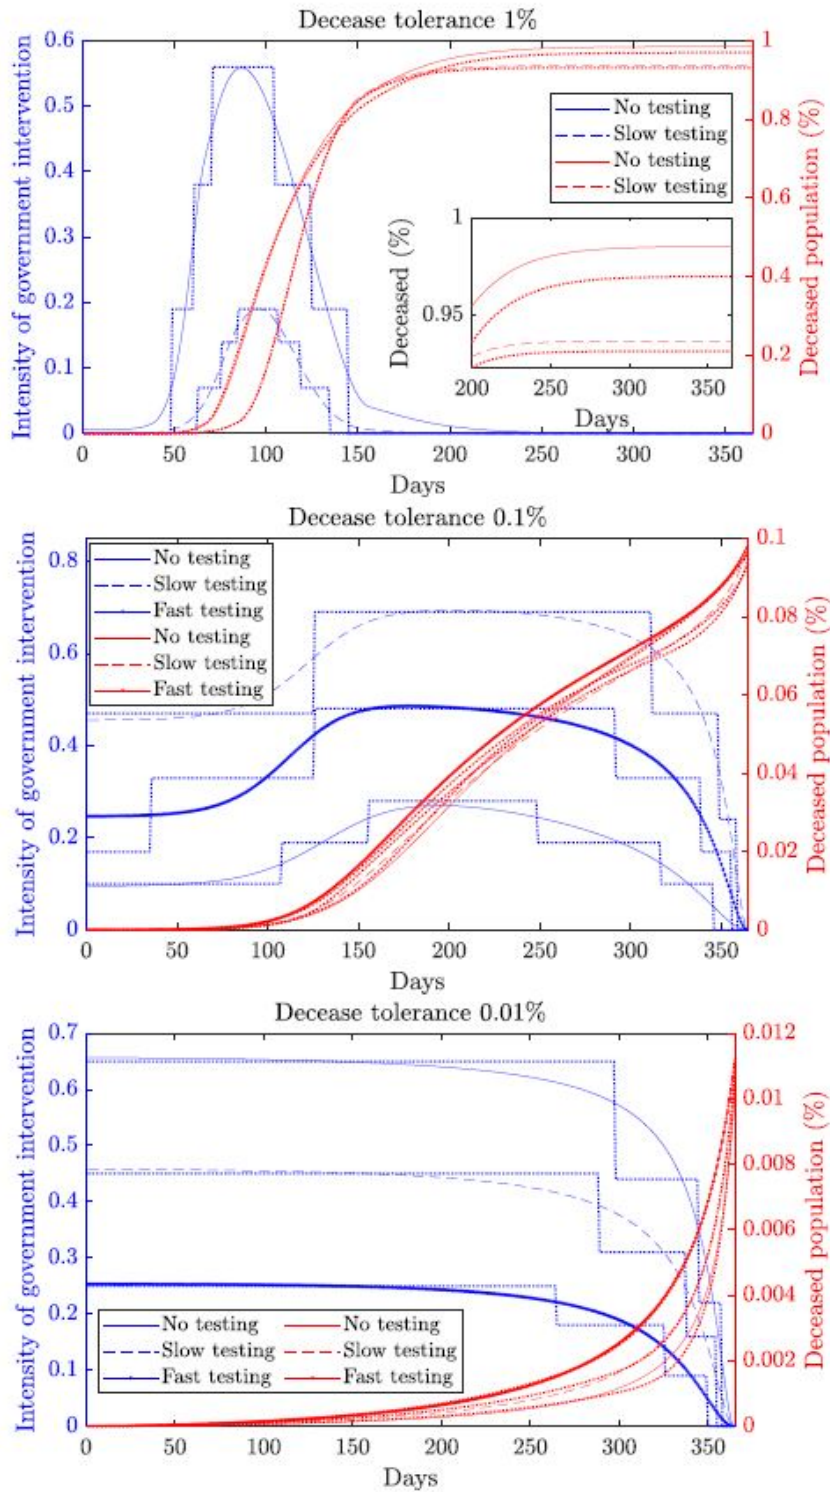 Decease tolerance 1%
Intensity of government intervention
0.6
0.5
0.4
0.3
0.2
0.1
0
No testing
Slow testing
No testing
Slow testing
Deceased (%)
1
0.95
200 250 300 350
Days
1
0.8
0.6
0.4
0.2
0
Deceased population (%)
0 50 100 150 200 250 300 350
Days
Decease tolerance 0.1%
Intensity of government intervention
0.8
0.6
0.4
0.2
0
No testing
Slow testing
Fast testing
No testing
Slow testing
Fast testing
0.1
0.08
0.06
0.04
0.02
0
Deceased population (%)
0 50 100 150 200 250 300 350
Days
Decease tolerance 0.01%
Intensity of government intervention
0.7
0.6
0.5
0.4
0.3
0.2
0.1
0
No testing No testing
Slow testing Slow testing
Fast testing Fast testing
0.012
0.01
0.008
0.006
0.004
0.002
0
Deceased population (%)
0 50 100 150 200 250 300 350
Days